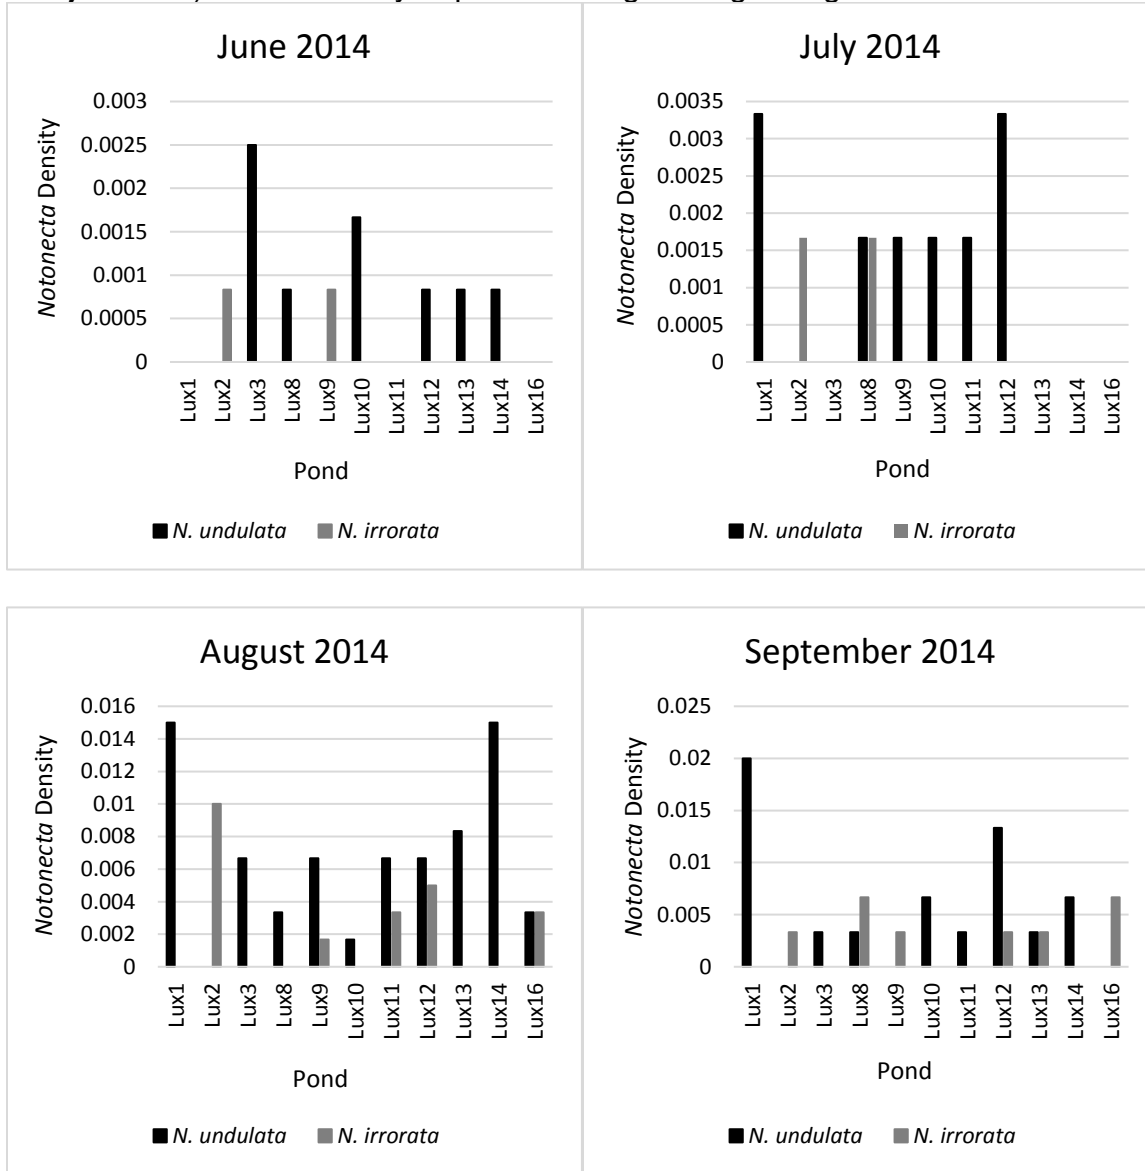 June 2014
0.003
0.0025
0.002
0.0015
0.001
0.0005
0
Notonecta Density
Lux1 Lux2 Lux3 Lux8 Lux9 Lux10 Lux11 Lux12 Lux13 Lux14 Lux16
Pond
N. undulata N. irrorata
July 2014
0.0035
0.003
0.0025
0.002
0.0015
0.001
0.0005
0
Notonecta Density
Lux1 Lux2 Lux3 Lux8 Lux9 Lux10 Lux11 Lux12 Lux13 Lux14 Lux16
Pond
N. undulata N. irrorata
August 2014
0.016
0.014
0.012
0.01
0.008
0.006
0.004
0.002
0
Notonecta Density
Lux1 Lux2 Lux3 Lux8 Lux9 Lux10 Lux11 Lux12 Lux13 Lux14 Lux16
Pond
N. undulata N. irrorata
September 2014
0.025
0.02
0.015
0.01
0.005
0
Notonecta Density
Lux1 Lux2 Lux3 Lux8 Lux9 Lux10 Lux11 Lux12 Lux13 Lux14 Lux16
Pond
N. undulata N. irrorata